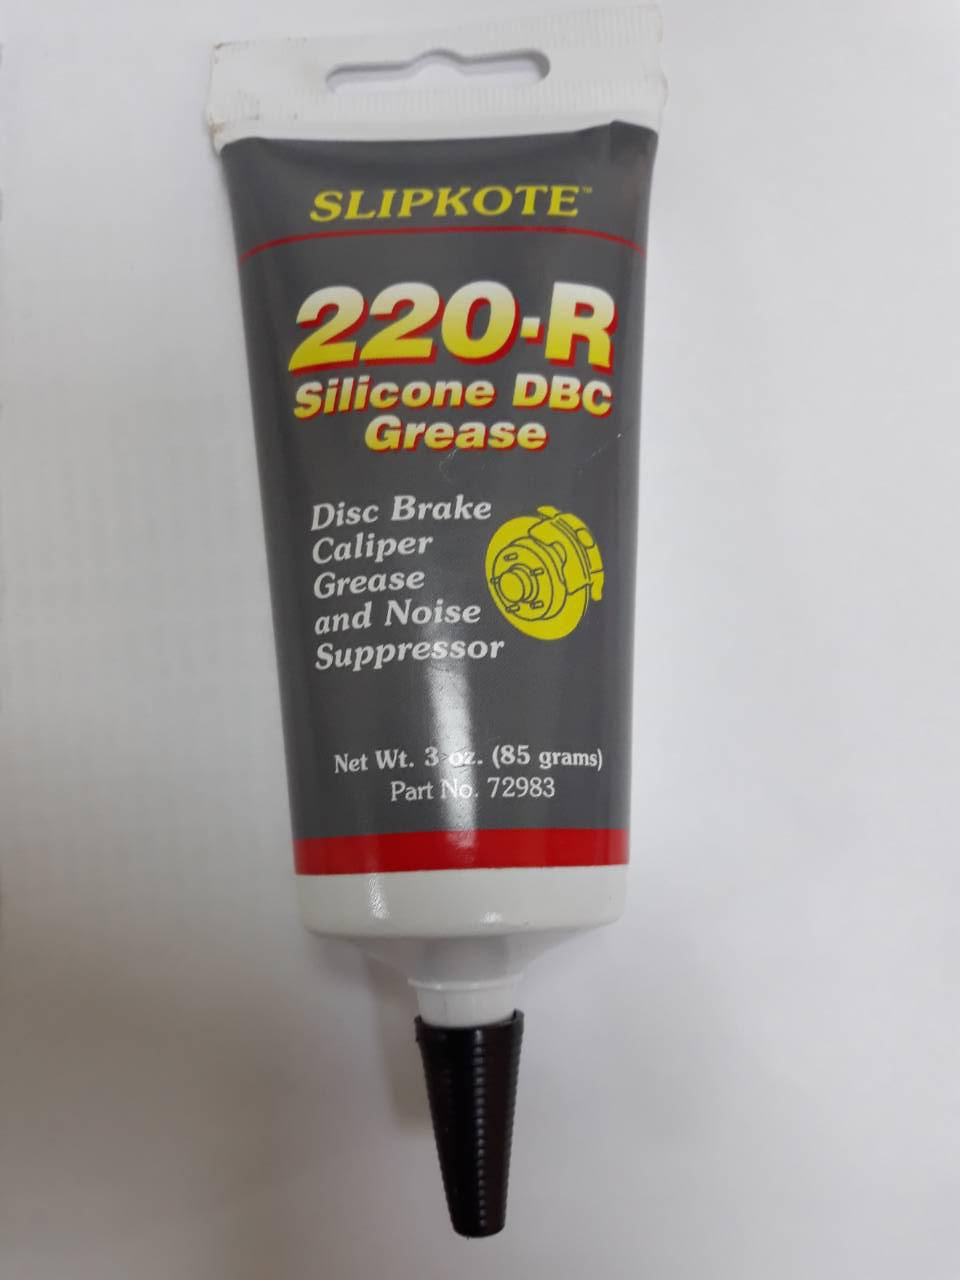 SLIPKOTE™
220-R
Silicone DBC
Grease
Disc Brake
Caliper
Grease
and Noise
Suppressor
Net Wt. 3 oz. (85 grams)
Part No. 72983